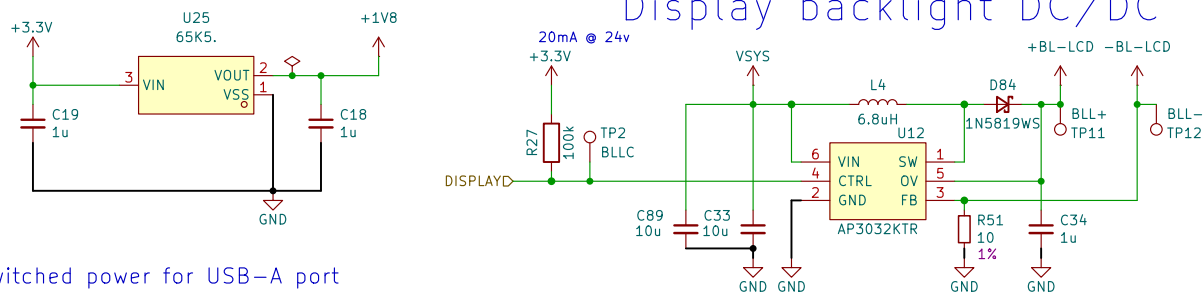 Display backlight DC/DC
U25
65K5.
+3.3V
+1V8
3
VIN
VOUT
2
VSS
1
C19
1u
C18
1u
GND
witched power for USB-A port
20mA @ 24v
+3.3V
VSYS
+BL-LCD
-BL-LCD
R27
100k
TP2
BLLC
DISPLAY
L4
6.8uH
D84
1N5819WS
BLL+
TP11
BLL-
TP12
U12
6
VIN
SW
1
4
CTRL
OV
5
2
GND
FB
3
AP3032KTR
C89
10u
C33
10u
R51
10
1%
C34
1u
GND
GND
GND
GND